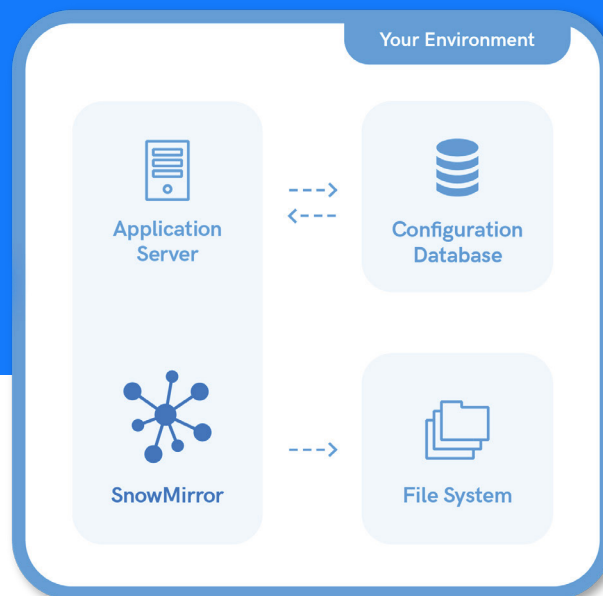 Your Environment
Application
Server
Configuration
Database
SnowMirror
File System